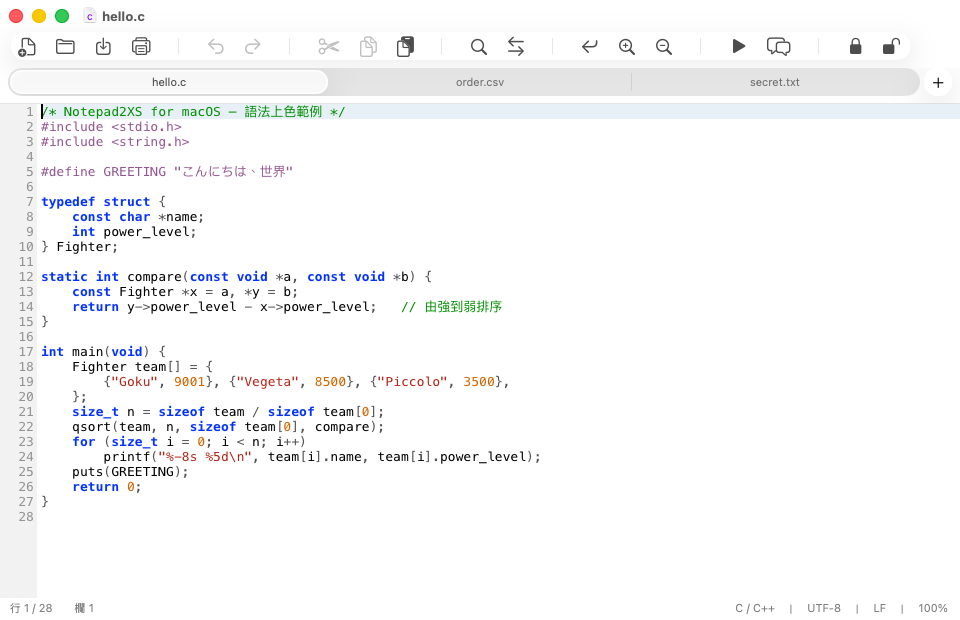 hello.c
hello.c order.csv secret.txt
1 /* Notepad2XS for macOS — 語法上色範例 */
2 #include <stdio.h>
3 #include <string.h>
4
5 #define GREETING "こんにちは、世界"
6
7 typedef struct {
8     const char *name;
9     int power_level;
10 } Fighter;
11
12 static int compare(const void *a, const void *b) {
13     const Fighter *x = a, *y = b;
14     return y->power_level - x->power_level;   // 由強到弱排序
15 }
16
17 int main(void) {
18     Fighter team[] = {
19         {"Goku", 9001}, {"Vegeta", 8500}, {"Piccolo", 3500},
20     };
21     size_t n = sizeof team / sizeof team[0];
22     qsort(team, n, sizeof team[0], compare);
23     for (size_t i = 0; i < n; i++)
24         printf("%-8s %5d\n", team[i].name, team[i].power_level);
25     puts(GREETING);
26     return 0;
27 }
28
行 1 / 28 欄 1 C / C++ | UTF-8 | LF | 100%